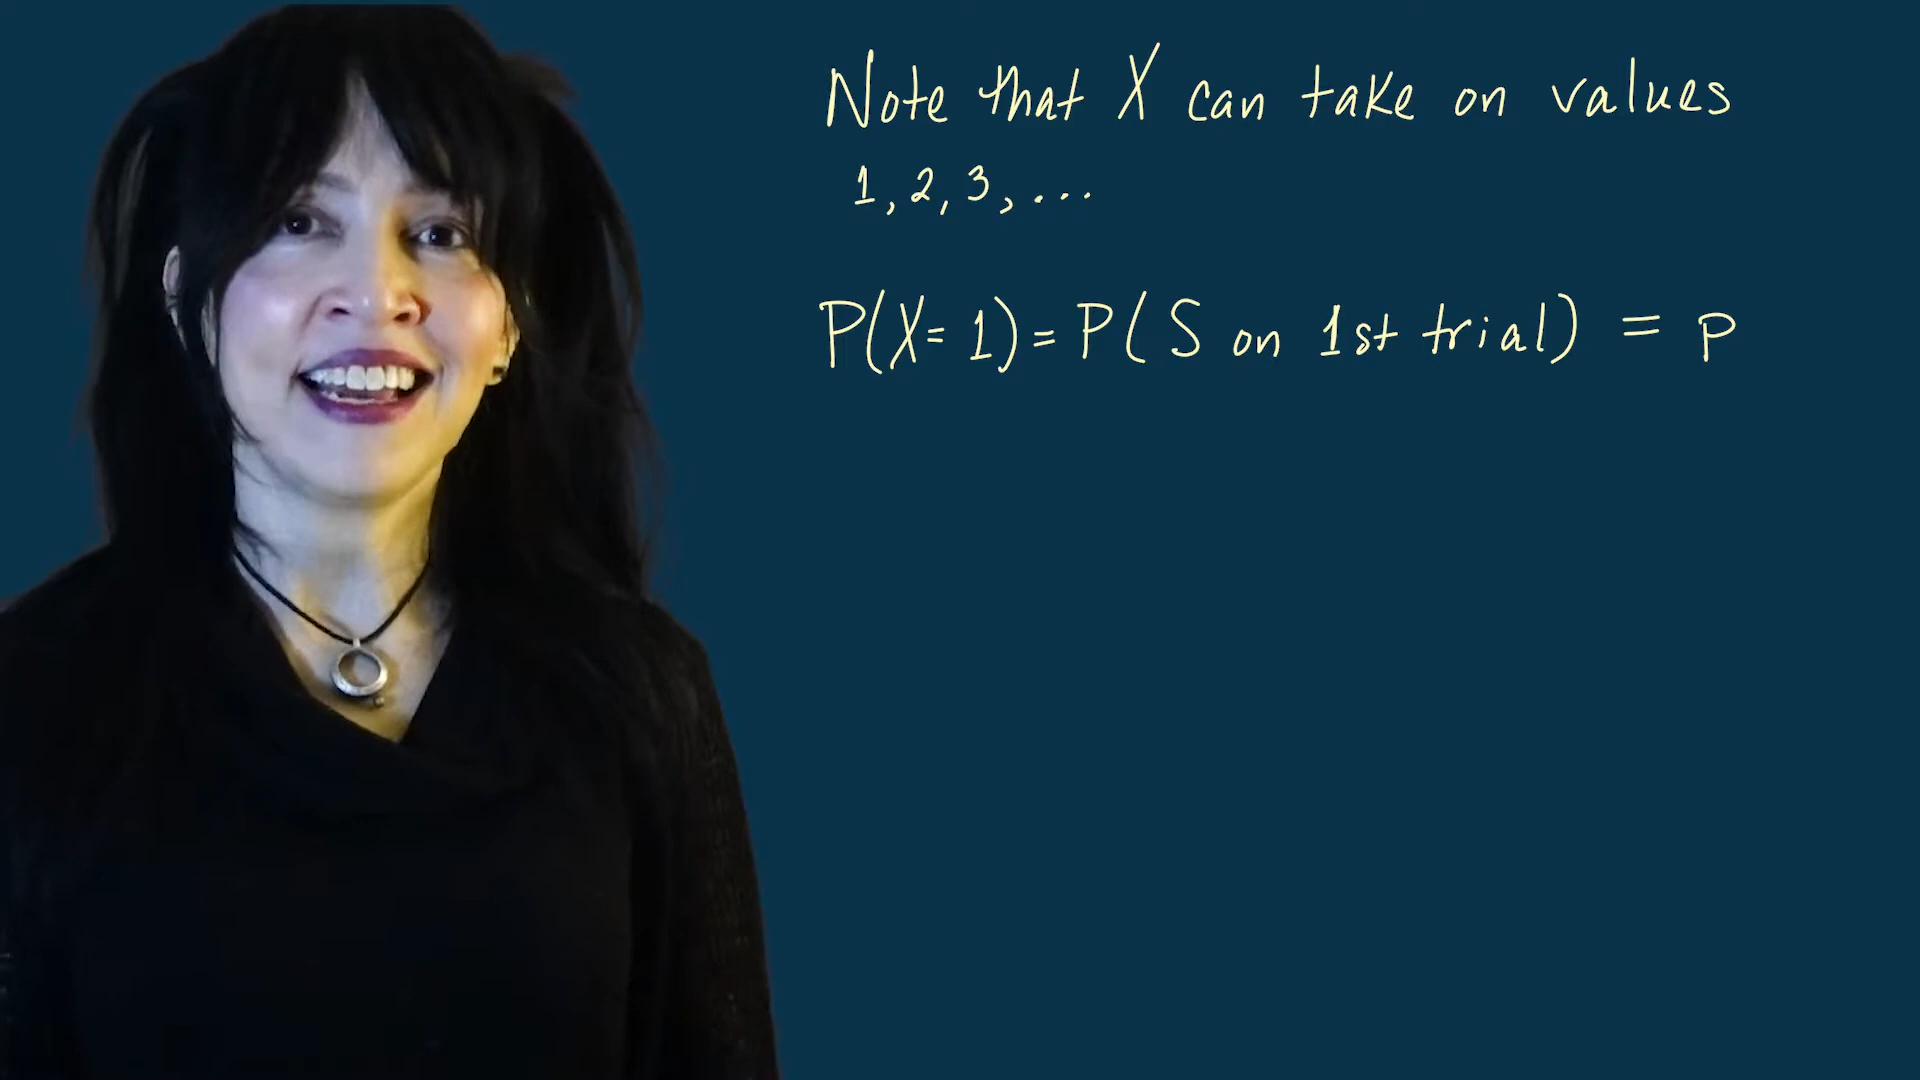 Note that X can take on values
1, 2, 3, ...
P(X= 1) = P( S on 1st trial) = p